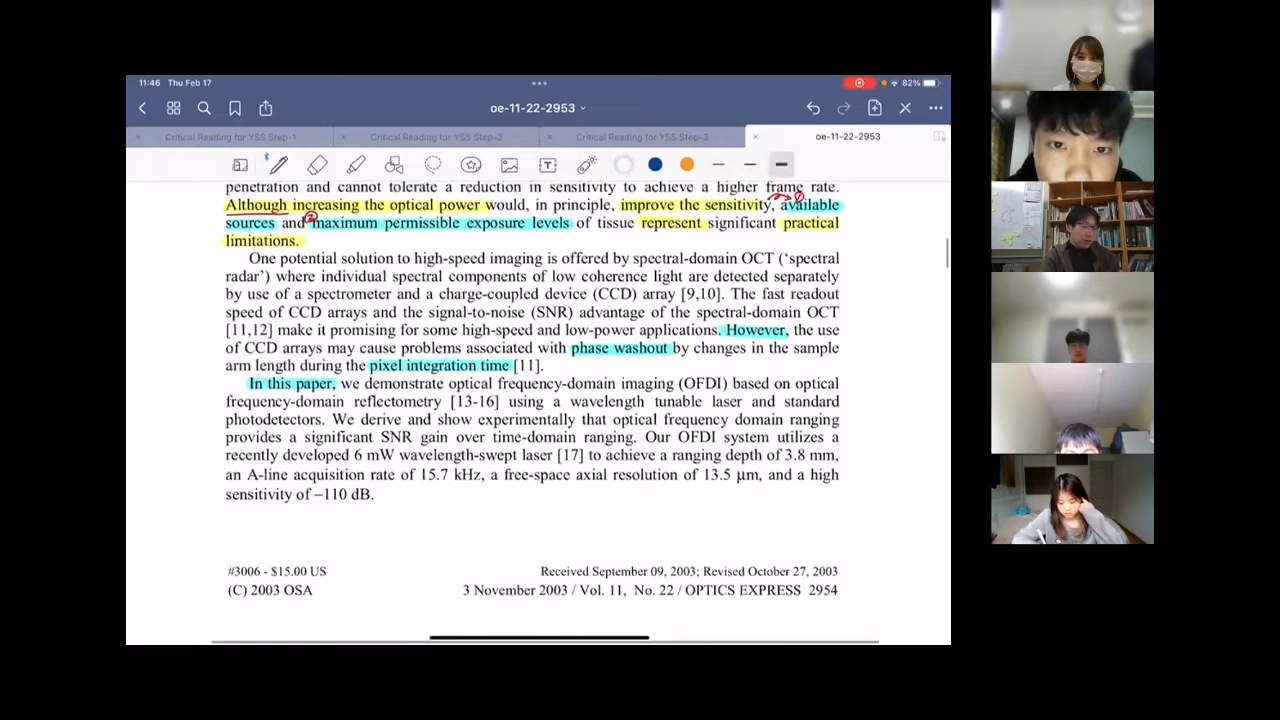 11:46 Thu Feb 17
82%
oe-11-22-2953
Critical Reading for YSS Step-1
Critical Reading for YSS Step-2
Critical Reading for YSS Step-3
oe-11-22-2953
penetration and cannot tolerate a reduction in sensitivity to achieve a higher frame rate.
Although increasing the optical power would, in principle, improve the sensitivity, available
sources and maximum permissible exposure levels of tissue represent significant practical
limitations.
One potential solution to high-speed imaging is offered by spectral-domain OCT (‘spectral
radar’) where individual spectral components of low coherence light are detected separately
by use of a spectrometer and a charge-coupled device (CCD) array [9,10]. The fast readout
speed of CCD arrays and the signal-to-noise (SNR) advantage of the spectral-domain OCT
[11,12] make it promising for some high-speed and low-power applications. However, the use
of CCD arrays may cause problems associated with phase washout by changes in the sample
arm length during the pixel integration time [11].
In this paper, we demonstrate optical frequency-domain imaging (OFDI) based on optical
frequency-domain reflectometry [13-16] using a wavelength tunable laser and standard
photodetectors. We derive and show experimentally that optical frequency domain ranging
provides a significant SNR gain over time-domain ranging. Our OFDI system utilizes a
recently developed 6 mW wavelength-swept laser [17] to achieve a ranging depth of 3.8 mm,
an A-line acquisition rate of 15.7 kHz, a free-space axial resolution of 13.5 μm, and a high
sensitivity of −110 dB.
#3006 - $15.00 US
Received September 09, 2003; Revised October 27, 2003
(C) 2003 OSA
3 November 2003 / Vol. 11, No. 22 / OPTICS EXPRESS 2954